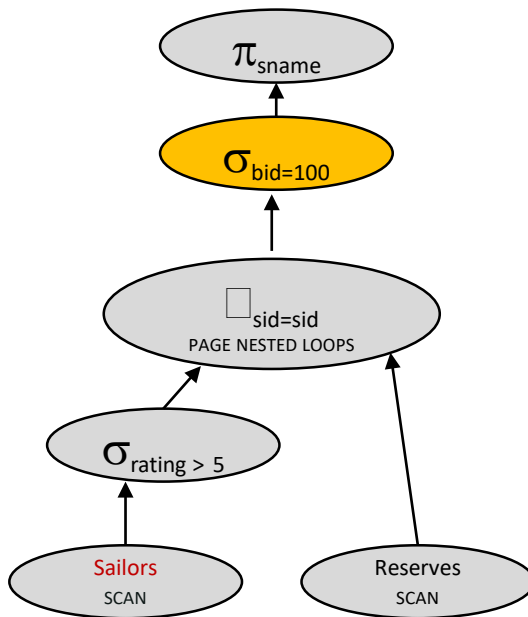 π sname
σ bid=100
□ sid=sid
PAGE NESTED LOOPS
σ rating > 5
Sailors
SCAN
Reserves
SCAN